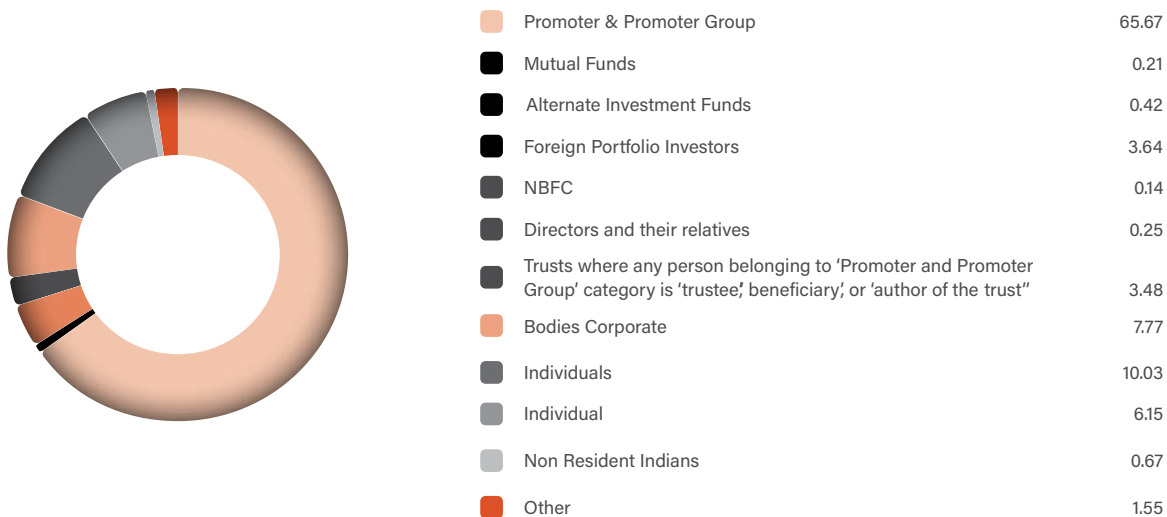 Promoter & Promoter Group 65.67
Mutual Funds 0.21
Alternate Investment Funds 0.42
Foreign Portfolio Investors 3.64
NBFC 0.14
Directors and their relatives 0.25
Trusts where any person belonging to ‘Promoter and Promoter
Group’ category is ‘trustee,’ beneficiary,’ or ‘author of the trust” 3.48
Bodies Corporate 7.77
Individuals 10.03
Individual 6.15
Non Resident Indians 0.67
Other 1.55